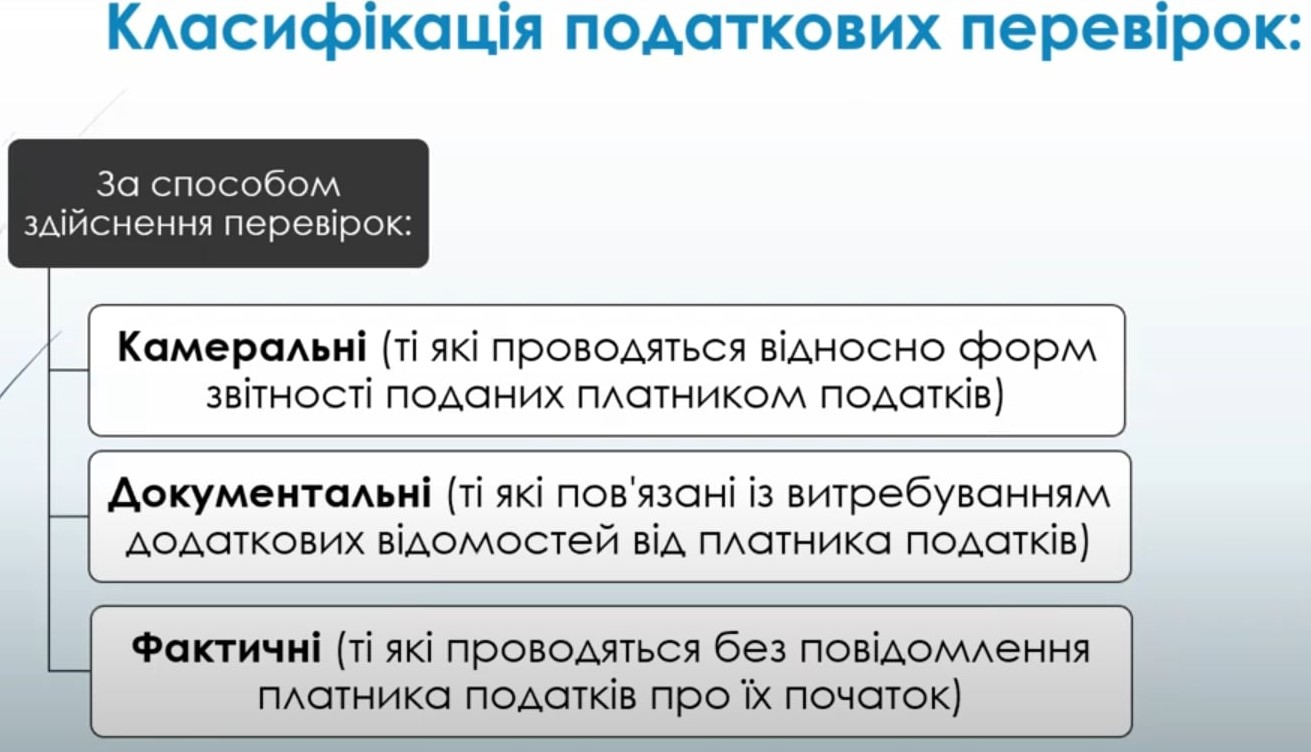 Класифікація податкових перевірок:
За способом
здійснення перевірок:
Камеральні (ті які проводяться відносно форм
звітності поданих платником податків)
Документальні (ті які пов'язані із витребуванням
додаткових відомостей від платника податків)
Фактичні (ті які проводяться без повідомлення
платника податків про їх початок)